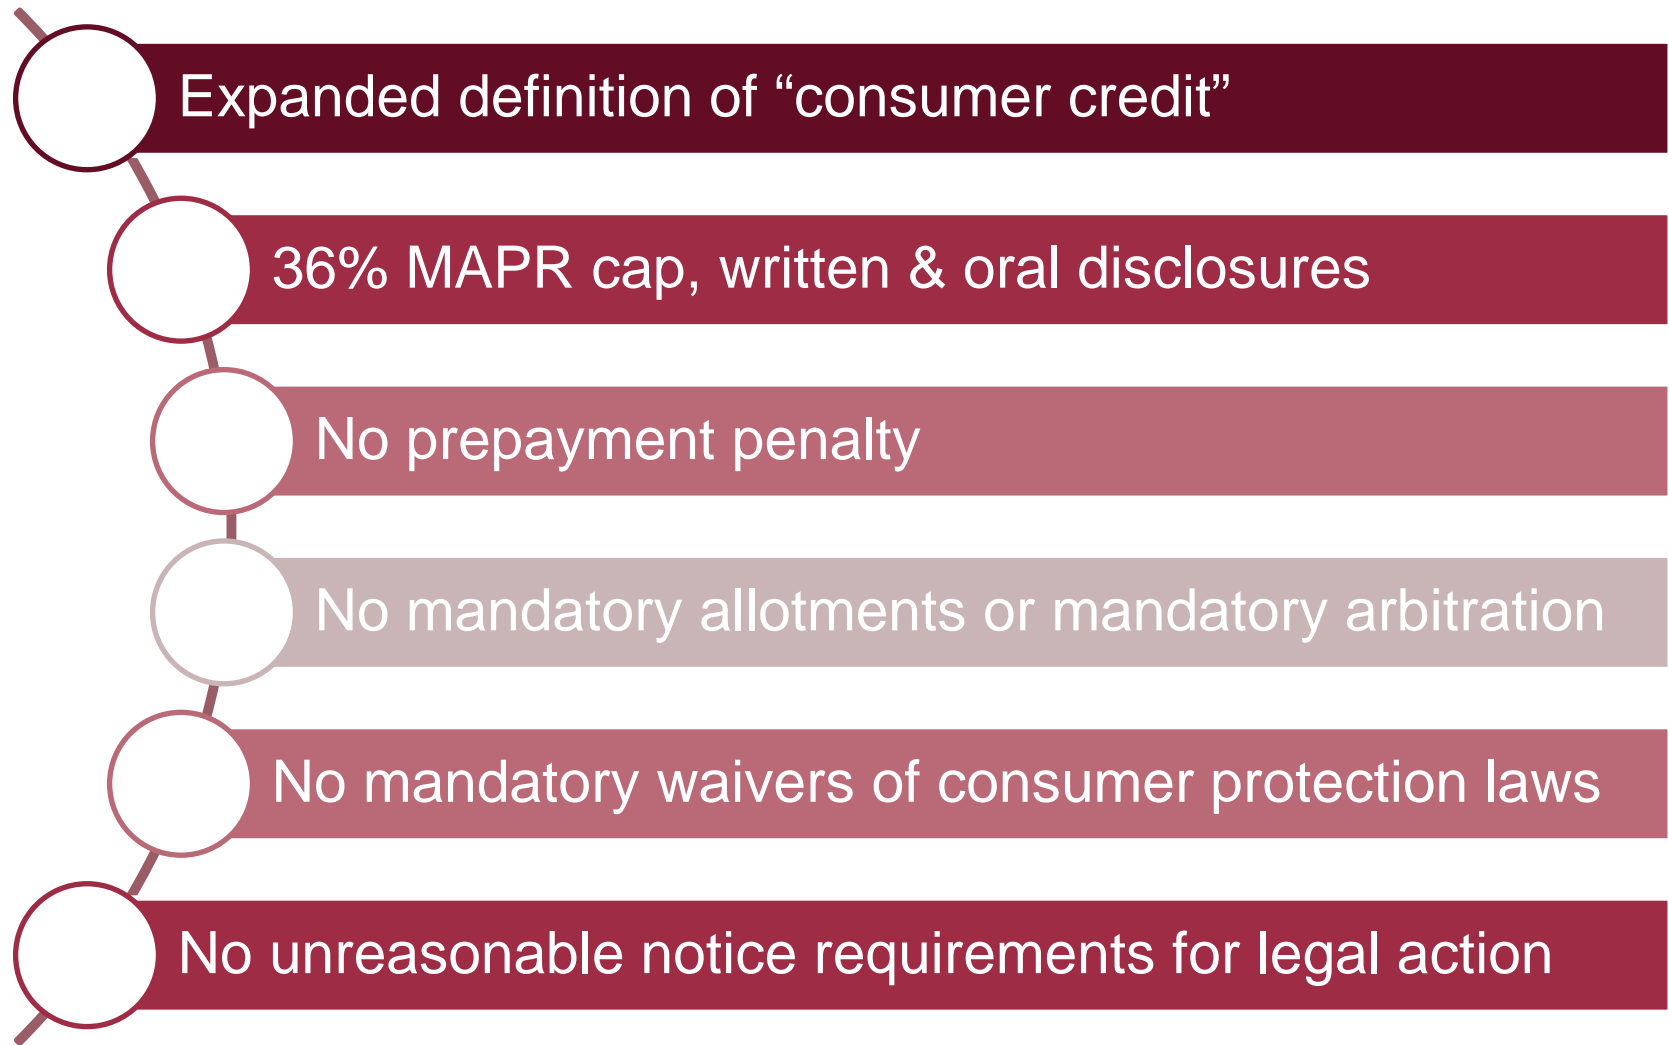 Expanded definition of “consumer credit”
36% MAPR cap, written & oral disclosures
No prepayment penalty
No mandatory allotments or mandatory arbitration
No mandatory waivers of consumer protection laws
No unreasonable notice requirements for legal action